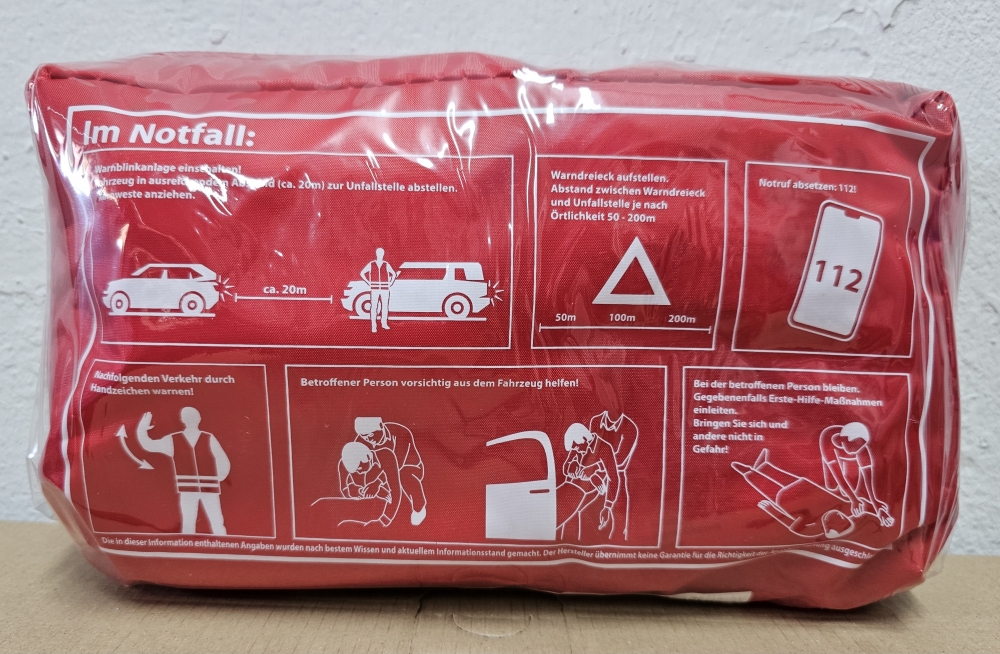 Im Notfall:
Warnblinkanlage einschalten!
Fahrzeug in ausreichendem Abstand (ca. 20m) zur Unfallstelle abstellen.
anziehen.
ca. 20m
Warndreieck aufstellen.
Abstand zwischen Warndreieck
und Unfallstelle je nach
Örtlichkeit 50 - 200m
50m 100m 200m
Notruf absetzen: 112!
112
Nachfolgenden Verkehr durch
Handzeichen warnen!
Betroffener Person vorsichtig aus dem Fahrzeug helfen!
Bei der betroffenen Person bleiben.
Gegebenenfalls Erste-Hilfe-Maßnahmen
einleiten.
Bringen Sie sich und
andere nicht in
Gefahr!
Die in dieser Information enthaltenen Angaben wurden nach bestem Wissen und aktuellem Informationsstand gemacht. Der Hersteller übernimmt keine Garantie für die Richtigkeit der